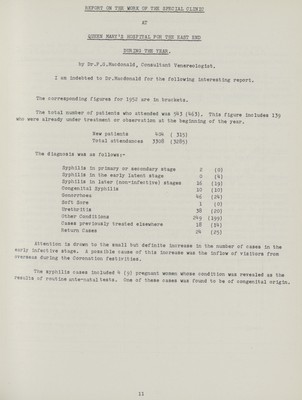 REPORT ON THE WORK OF THE SPECIAL CLINIC
AT
QUEEN MARY'S HOSPITAL FOR THE EAST END
DURING THE YEAR.
by Dr.F.S.Macdonald, Consultant Venereologist.
I am indebted to Dr.MacDonald for the following interesting report.
The corresponding figures for 1952 are in brackets.
The total number of patients who attended was 543 (463). This figure includes 139
who were already under treatment or observation at the beginning of the year.
New patients 404 ( 315)
Total attendances 3308 (3085)
The diagnosis was as follows:-
Syphilis in primary or secondary stage 2 (0)
Syphilis in the early latent stage 0 (4)
Syphilis in later (non-infective) stages 16 (19)
Congenital Syphilis 10 (10)
Gonorrhoea 46 (24)
Soft Sore 1 (0)
Urethritis 38 (20)
Other Conditions 249 (199)
Cases previously treated elsewhere 18 (14)
Return Cases 24 (25)
Attention is drawn to the small but definite increase in the number of cases in the
early infective stage. A possible cause of this increase was the inflow of visitors from
overseas during the Coronation festivities.
The syphilis cases included 4 (3) pregnant women whose condition was revealed as the
results of routine ante-natal tests. One of these cases was found to be of congenital origin.
11